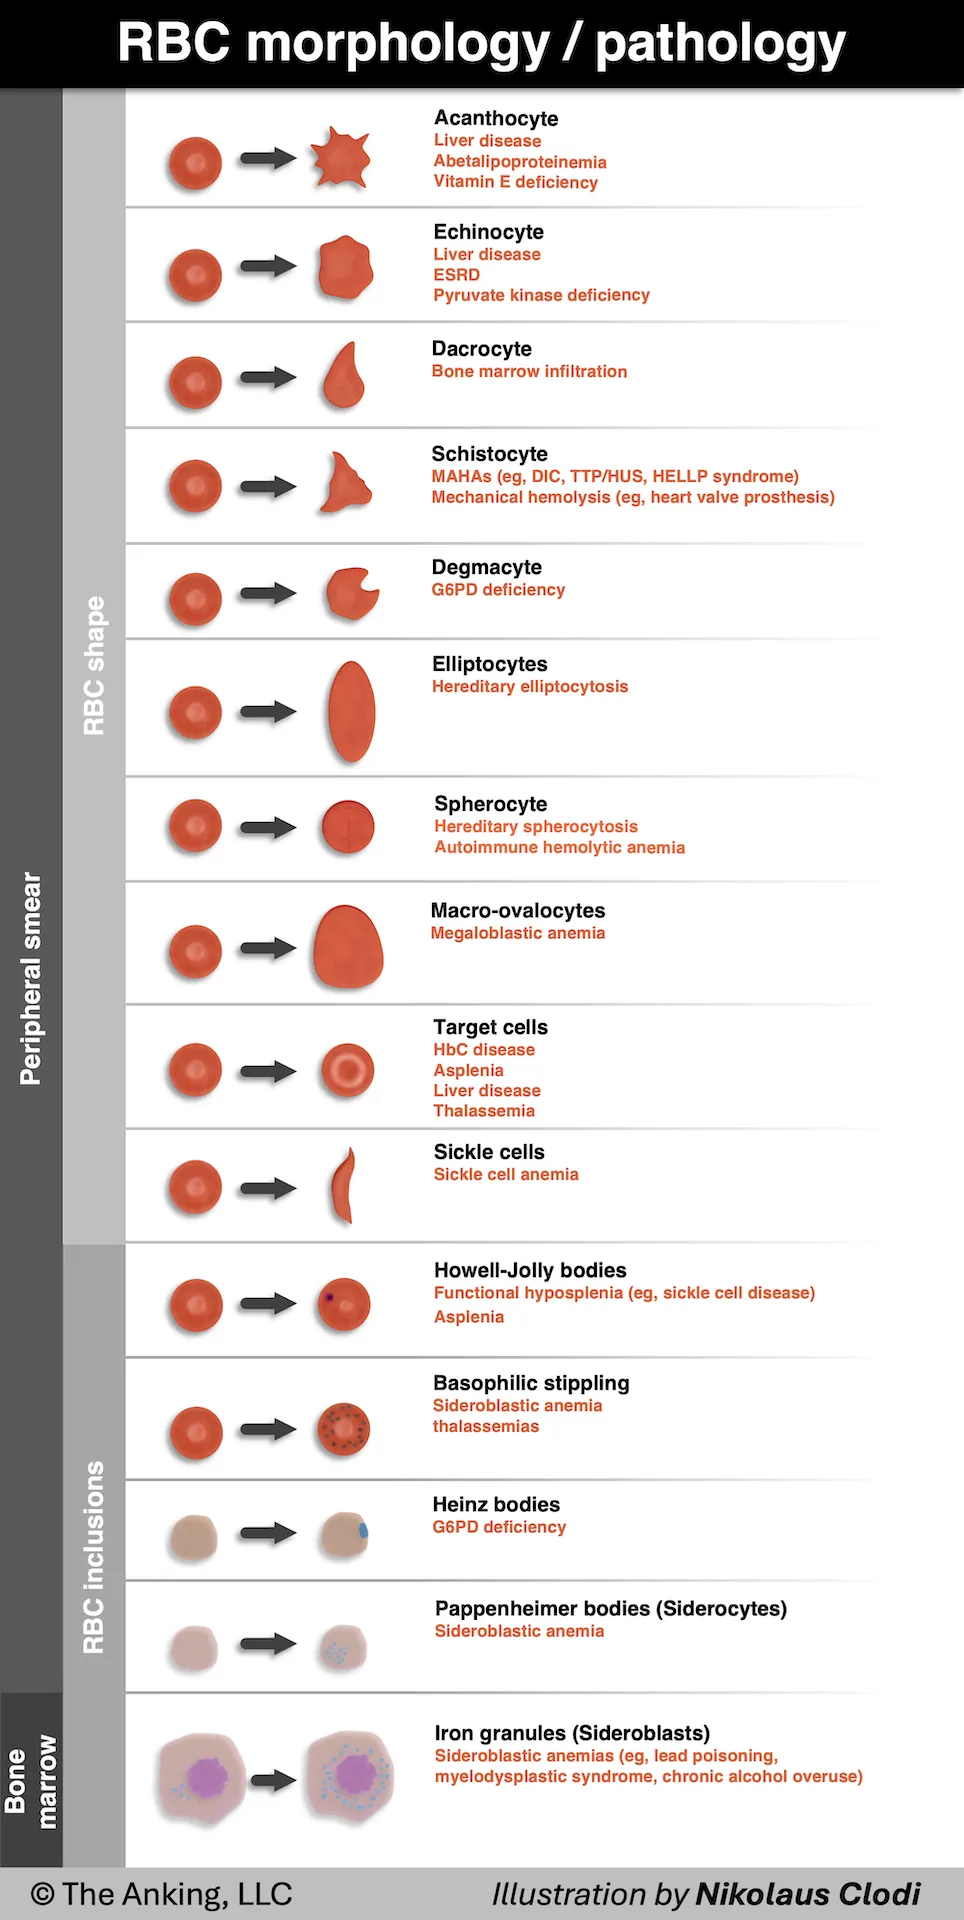 RBC morphology / pathology
Peripheral smear
Bone
marrow
RBC shape
RBC inclusions
Acanthocyte
Liver disease
Abetalipoproteinemia
Vitamin E deficiency
Echinocyte
Liver disease
ESRD
Pyruvate kinase deficiency
Dacrocyte
Bone marrow infiltration
Schistocyte
MAHAs (eg, DIC, TTP/HUS, HELLP syndrome)
Mechanical hemolysis (eg, heart valve prosthesis)
Degmacyte
G6PD deficiency
Elliptocytes
Hereditary elliptocytosis
Spherocyte
Hereditary spherocytosis
Autoimmune hemolytic anemia
Macro-ovalocytes
Megaloblastic anemia
Target cells
HbC disease
Asplenia
Liver disease
Thalassemia
Sickle cells
Sickle cell anemia
Howell-Jolly bodies
Functional hyposplenia (eg, sickle cell disease)
Asplenia
Basophilic stippling
Sideroblastic anemia
thalassemias
Heinz bodies
G6PD deficiency
Pappenheimer bodies (Siderocytes)
Sideroblastic anemia
Iron granules (Sideroblasts)
Sideroblastic anemias (eg, lead poisoning,
myelodysplastic syndrome, chronic alcohol overuse)
© The Anking, LLC
Illustration by Nikolaus Clodi